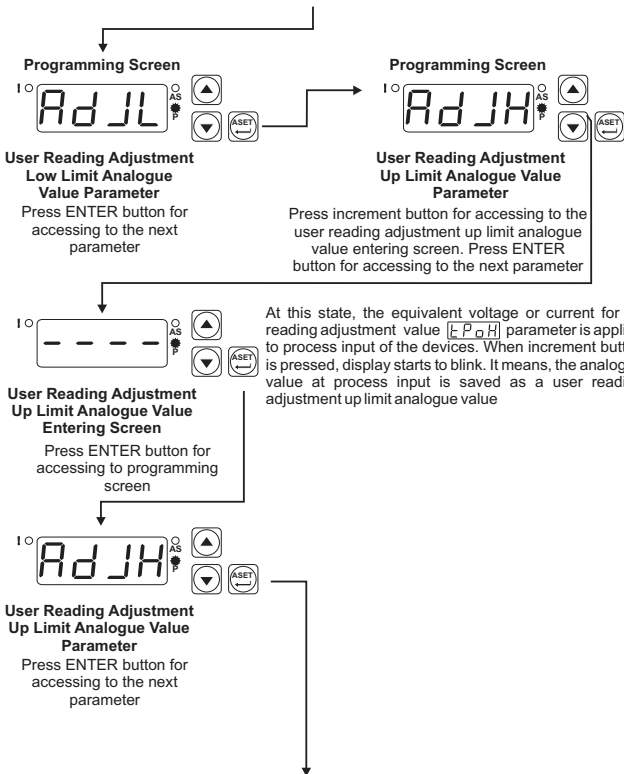 Programming Screen
I
AdJL
AS
P
ASET
User Reading Adjustment
Low Limit Analogue
Value Parameter
Press ENTER button for
accessing to the next
parameter
Programming Screen
I
AdJH
AS
P
ASET
User Reading Adjustment
Up Limit Analogue Value
Parameter
Press increment button for accessing to the
user reading adjustment up limit analogue
value entering screen. Press ENTER
button for accessing to the next parameter
I
- - - -
AS
P
ASET
User Reading Adjustment
Up Limit Analogue Value
Entering Screen
Press ENTER button for
accessing to programming
screen
At this state, the equivalent voltage or current for
reading adjustment value tPoH parameter is appli
to process input of the devices. When increment butt
is pressed, display starts to blink. It means, the analog
value at process input is saved as a user readi
adjustment up limit analogue value
I
AdJH
AS
P
ASET
User Reading Adjustment
Up Limit Analogue Value
Parameter
Press ENTER button for
accessing to the next
parameter